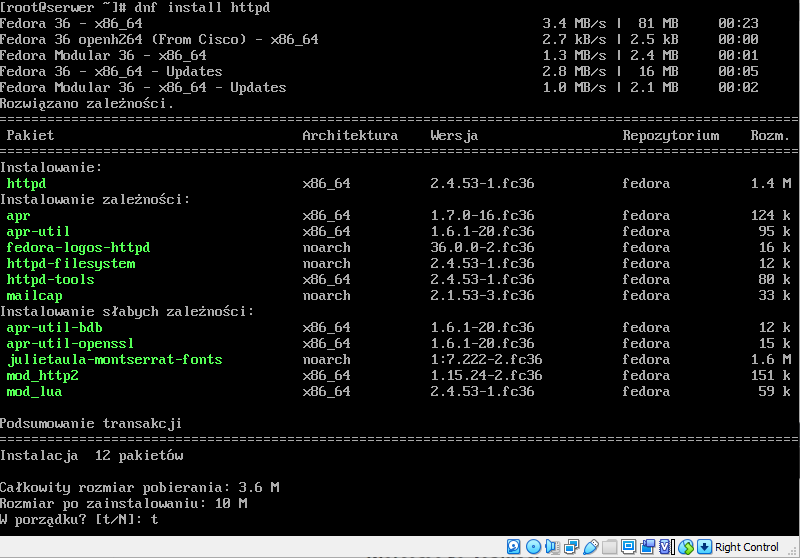 [root@serwer ~]# dnf install httpd
Fedora 36 - x86_64 3.4 MB/s | 81 MB 00:23
Fedora 36 openh264 (From Cisco) - x86_64 2.7 kB/s | 2.5 kB 00:00
Fedora Modular 36 - x86_64 1.3 MB/s | 2.4 MB 00:01
Fedora 36 - x86_64 - Updates 2.8 MB/s | 16 MB 00:05
Fedora Modular 36 - x86_64 - Updates 1.0 MB/s | 2.1 MB 00:02
Rozwiązano zależności.
Pakiet Architektura Wersja Repozytorium Rozm.
Instalowanie:
httpd x86_64 2.4.53-1.fc36 fedora 1.4 M
Instalowanie zależności:
apr x86_64 1.7.0-16.fc36 fedora 124 k
apr-util x86_64 1.6.1-20.fc36 fedora 95 k
fedora-logos-httpd noarch 36.0.0-2.fc36 fedora 16 k
httpd-filesystem noarch 2.4.53-1.fc36 fedora 12 k
httpd-tools x86_64 2.4.53-1.fc36 fedora 80 k
mailcap noarch 2.1.53-3.fc36 fedora 33 k
Instalowanie słabych zależności:
apr-util-bdb x86_64 1.6.1-20.fc36 fedora 12 k
apr-util-openssl x86_64 1.6.1-20.fc36 fedora 15 k
julietaula-montserrat-fonts noarch 1:7.222-2.fc36 fedora 1.6 M
mod_http2 x86_64 1.15.24-2.fc36 fedora 151 k
mod_lua x86_64 2.4.53-1.fc36 fedora 59 k
Podsumowanie transakcji
Instalacja 12 pakietów
Całkowity rozmiar pobierania: 3.6 M
Rozmiar po zainstalowaniu: 10 M
W porządku? [t/N]: t
Right Control